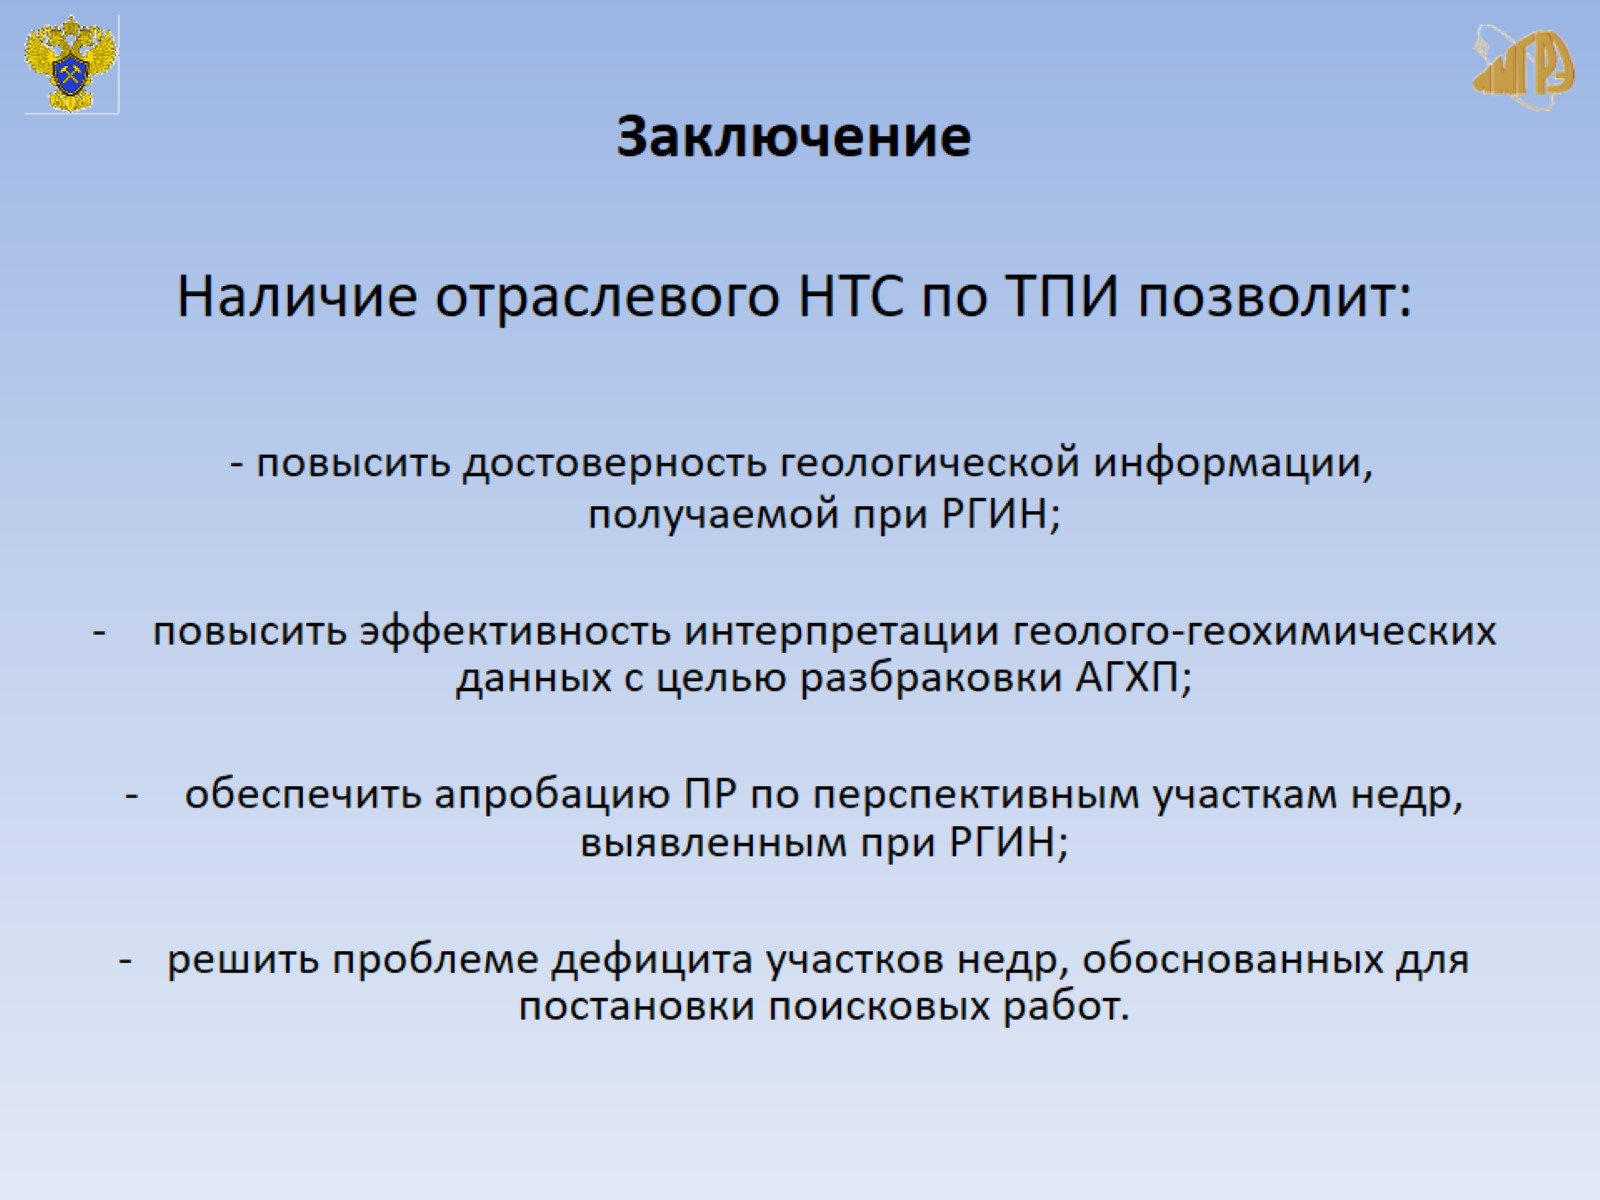 ИМГРЭ
Заключение
Наличие отраслевого НТС по ТПИ позволит:
- повысить достоверность геологической информации,
получаемой при РГИН;
- повысить эффективность интерпретации геолого-геохимических
данных с целью разбраковки АГХП;
- обеспечить апробацию ПР по перспективным участкам недр,
выявленным при РГИН;
- решить проблеме дефицита участков недр, обоснованных для
постановки поисковых работ.